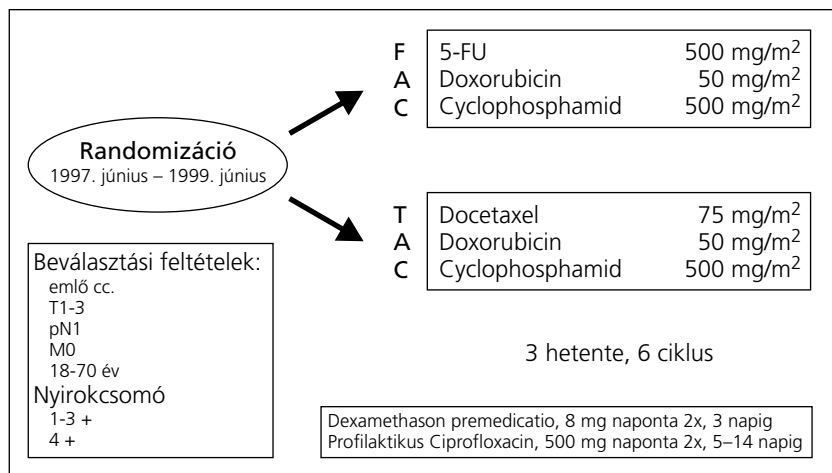 Randomizáció
1997. június – 1999. június
F 5-FU 500 mg/m²
A Doxorubicin 50 mg/m²
C Cyclophosphamid 500 mg/m²
T Docetaxel 75 mg/m²
A Doxorubicin 50 mg/m²
C Cyclophosphamid 500 mg/m²
Beválasztási feltételek:
emlő cc.
T1-3
pN1
M0
18-70 év
Nyirokcsomó
1-3 +
4 +
3 hetente, 6 ciklus
Dexamethason premedicatio, 8 mg naponta 2x, 3 napig
Profilaktikus Ciprofloxacin, 500 mg naponta 2x, 5–14 napig